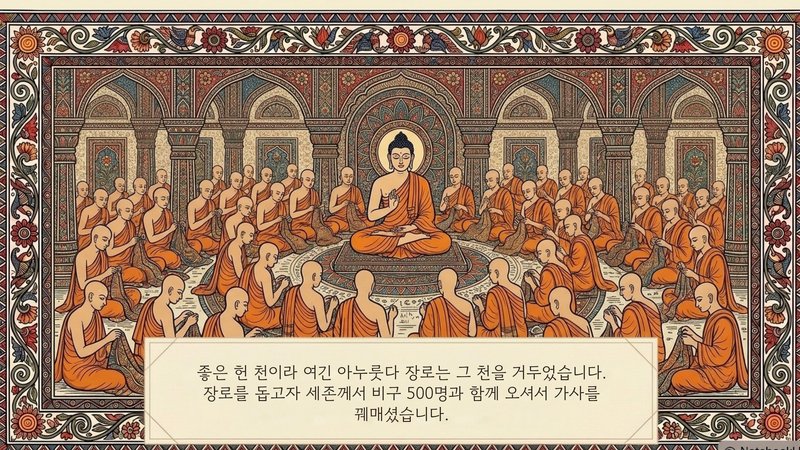 좋은 헌 천이라 여긴 아누룻다 장로는 그 천을 거두었습니다.
장로를 돕고자 세존께서 비구 500명과 함께 오셔서 가사를
꿰매셨습니다.